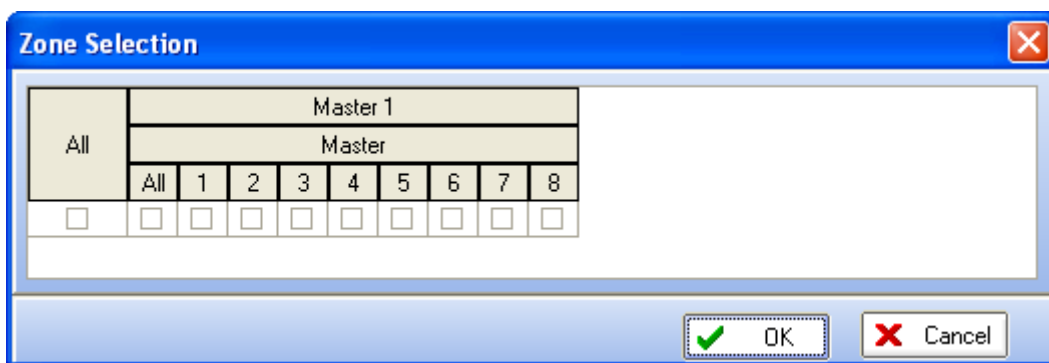 Zone Selection
Master 1
All
Master
All 1 2 3 4 5 6 7 8
OK Cancel